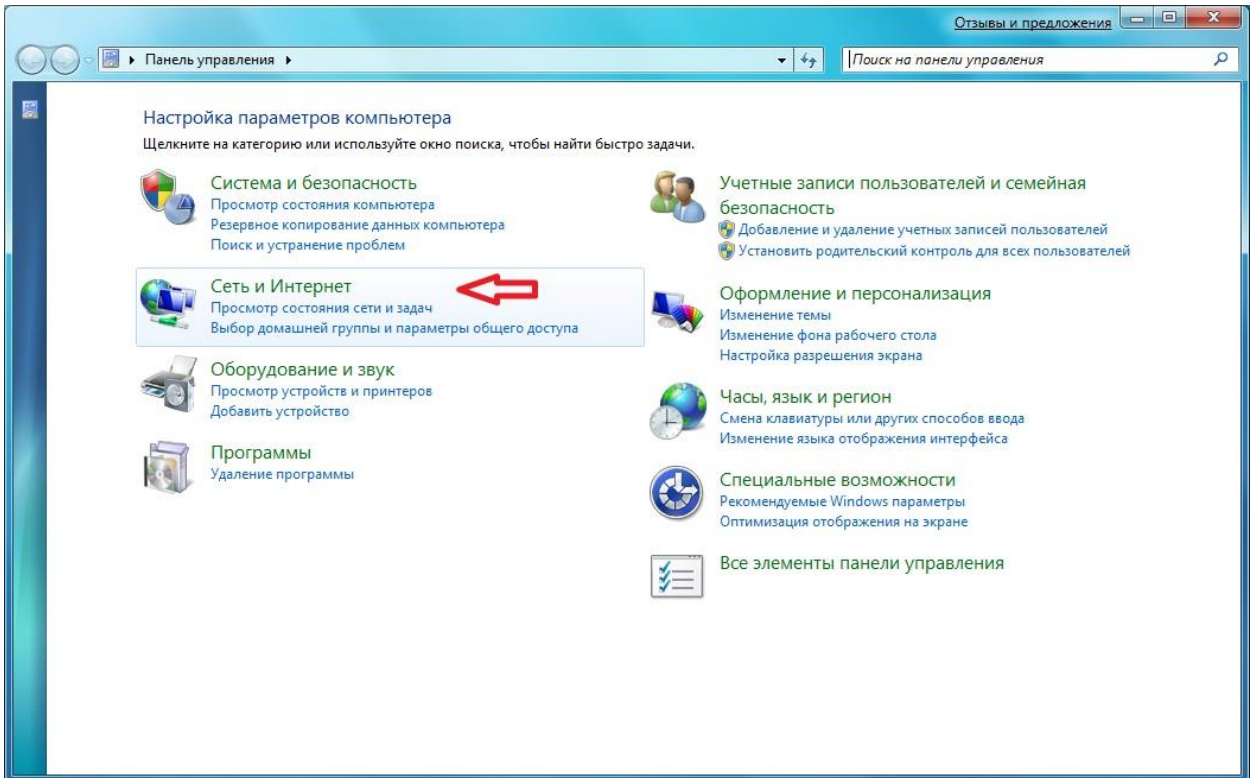 Отзывы и предложения
Панель управления
Поиск на панели управления
Настройка параметров компьютера
Щелкните на категорию или используйте окно поиска, чтобы найти быстро задачи.
Система и безопасность
Просмотр состояния компьютера
Резервное копирование данных компьютера
Поиск и устранение проблем
Сеть и Интернет
Просмотр состояния сети и задач
Выбор домашней группы и параметры общего доступа
Оборудование и звук
Просмотр устройств и принтеров
Добавить устройство
Программы
Удаление программы
Учетные записи пользователей и семейная
безопасность
Добавление и удаление учетных записей пользователей
Установить родительский контроль для всех пользователей
Оформление и персонализация
Изменение темы
Изменение фона рабочего стола
Настройка разрешения экрана
Часы, язык и регион
Смена клавиатуры или других способов ввода
Изменение языка отображения интерфейса
Специальные возможности
Рекомендуемые Windows параметры
Оптимизация отображения на экране
Все элементы панели управления